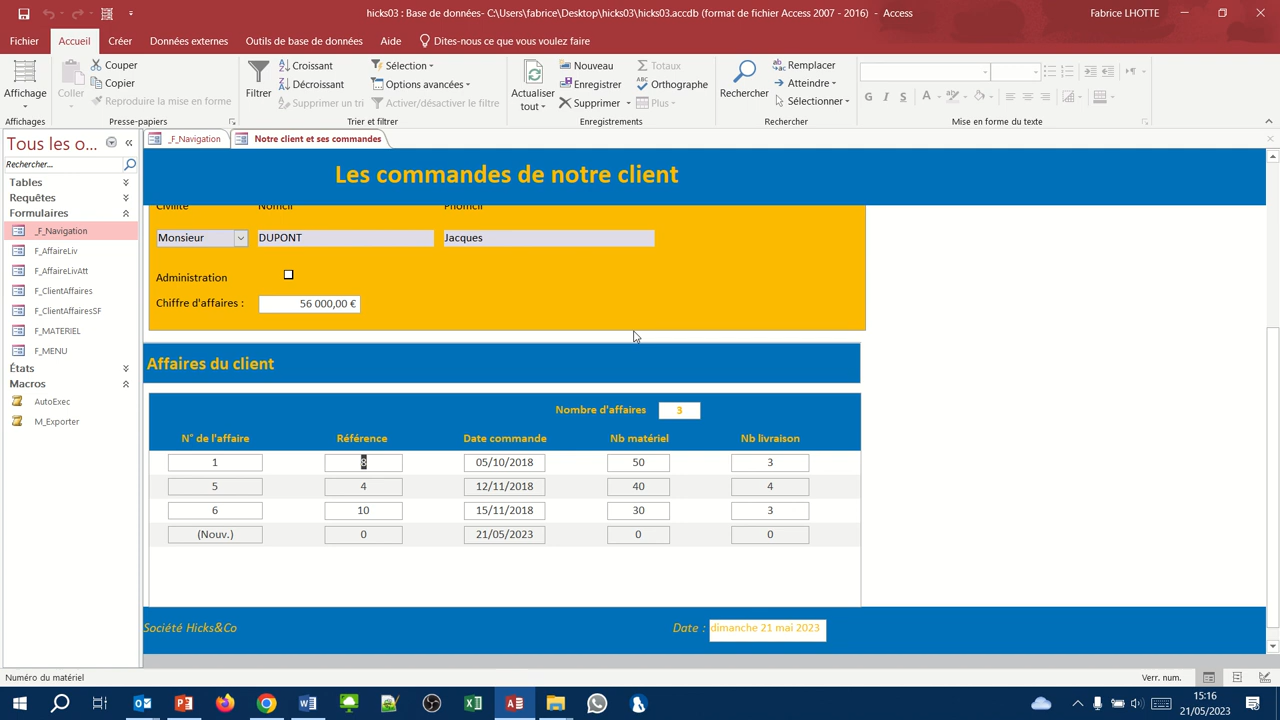 hicks03 : Base de données- C:\Users\fabrice\Desktop\hicks03\hicks03.accdb (format de fichier Access 2007 - 2016) - Access
Fabrice LHOTTE
Fichier Accueil Créer Données externes Outils de base de données Aide Dites-nous ce que vous voulez faire
Affichage
Affichages
Coller
Couper
Copier
Reproduire la mise en forme
Presse-papiers
Filtrer
Croissant
Décroissant
Supprimer un tri
Sélection
Options avancées
Activer/désactiver le filtre
Trier et filtrer
Actualiser
tout
Nouveau
Enregistrer
Supprimer
Totaux
Orthographe
Plus
Enregistrements
Rechercher
Remplacer
Atteindre
Sélectionner
Rechercher
G I S A
Mise en forme du texte
Tous les o...
Rechercher...
Tables
Requêtes
Formulaires
_F_Navigation
F_AffaireLiv
F_AffaireLivAtt
F_ClientAffaires
F_ClientAffairesSF
F_MATERIEL
F_MENU
États
Macros
AutoExec
M_Exporter
_F_Navigation Notre client et ses commandes
Les commandes de notre client
Civilité Nomcli Pnomcli
Monsieur DUPONT Jacques
Administration
Chiffre d'affaires : 56 000,00 €
Affaires du client
Nombre d'affaires 3
N° de l'affaire Référence Date commande Nb matériel Nb livraison
1 8 05/10/2018 50 3
5 4 12/11/2018 40 4
6 10 15/11/2018 30 3
(Nouv.) 0 21/05/2023 0 0
Société Hicks&Co Date : dimanche 21 mai 2023
Numéro du matériel
Verr. num.
15:16
21/05/2023